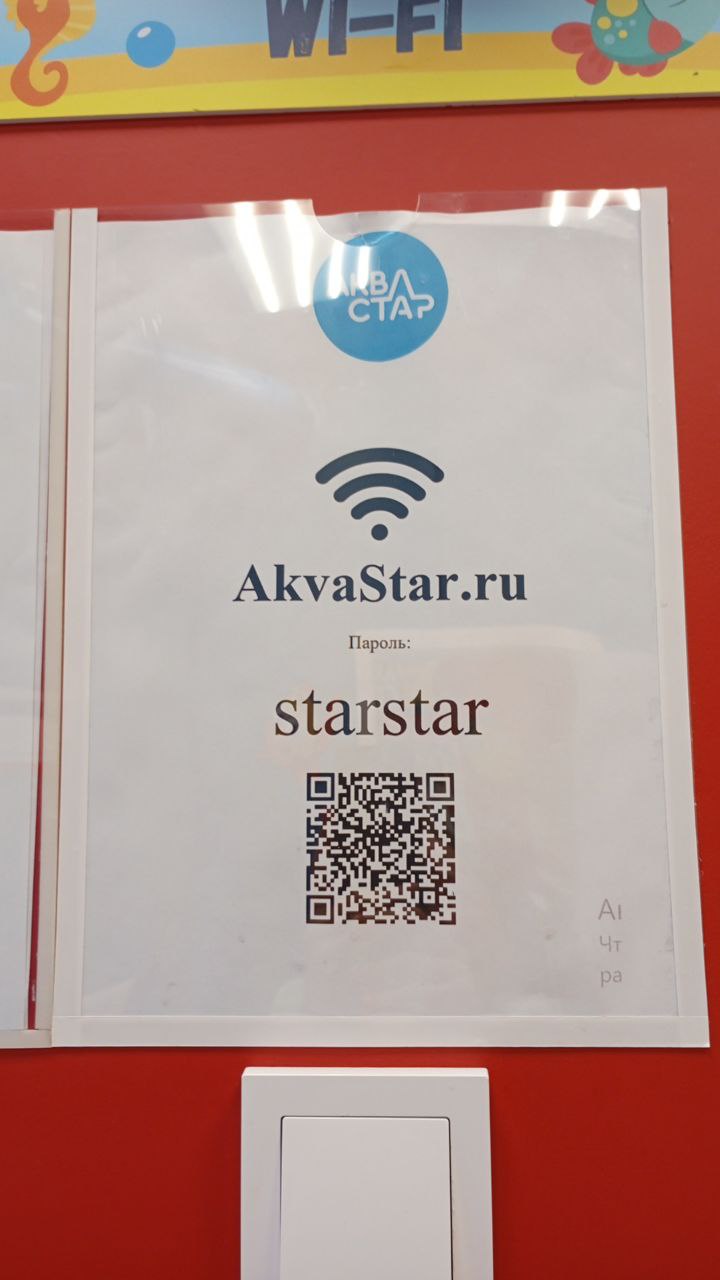 WI-FI
АКВА
СТАР
AkvaStar.ru
Пароль:
starstar